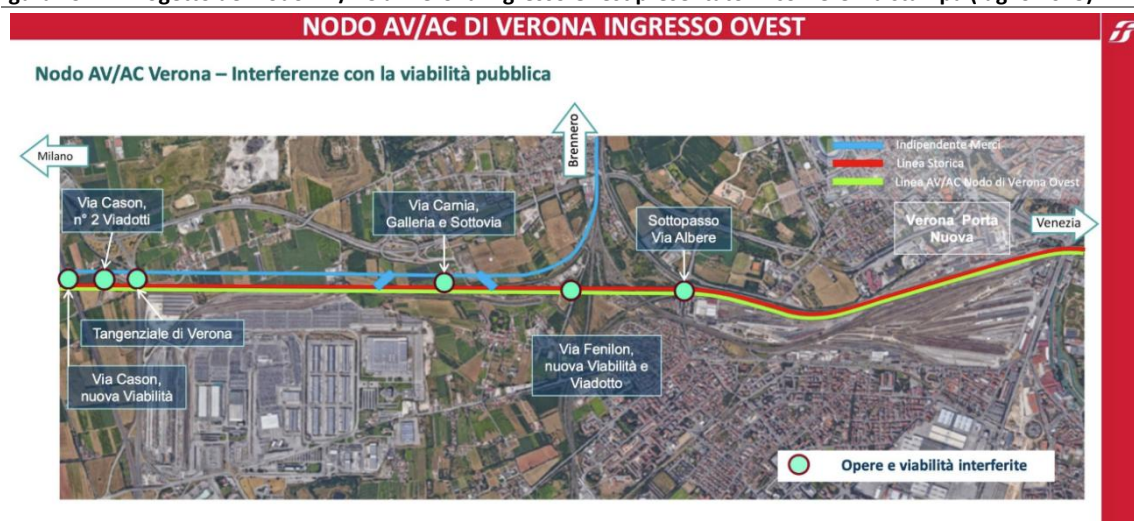 NODO AV/AC DI VERONA INGRESSO OVEST
Nodo AV/AC Verona – Interferenze con la viabilità pubblica
Milano
Brennero
Indipendente Merci
Linea Storica
Linea AV/AC Nodo di Verona Ovest
Via Cason,
n° 2 Viadotti
Via Carnia,
Galleria e Sottovia
Sottopasso
Via Albere
Verona Porta
Nuova
Venezia
Tangenziale di Verona
Via Cason,
nuova Viabilità
Via Fenilon,
nuova Viabilità e
Viadotto
Opere e viabilità interferite